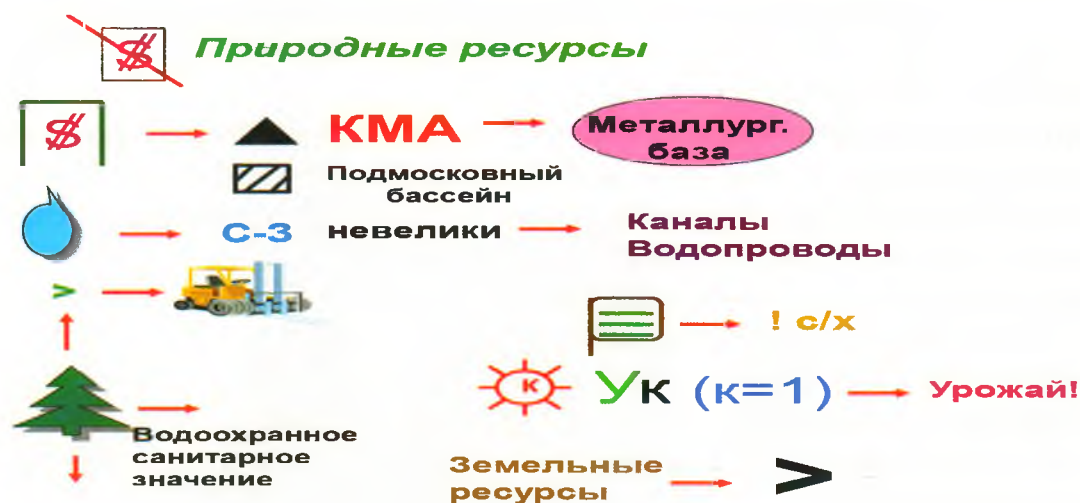 $ Природные ресурсы
$ КМА Металлург.
база
Подмосковный
бассейн
С-З невелики Каналы
Водопроводы
>
! с/х
К Ук (к=1) Урожай!
Водоохранное
санитарное
значение
Земельные
ресурсы >